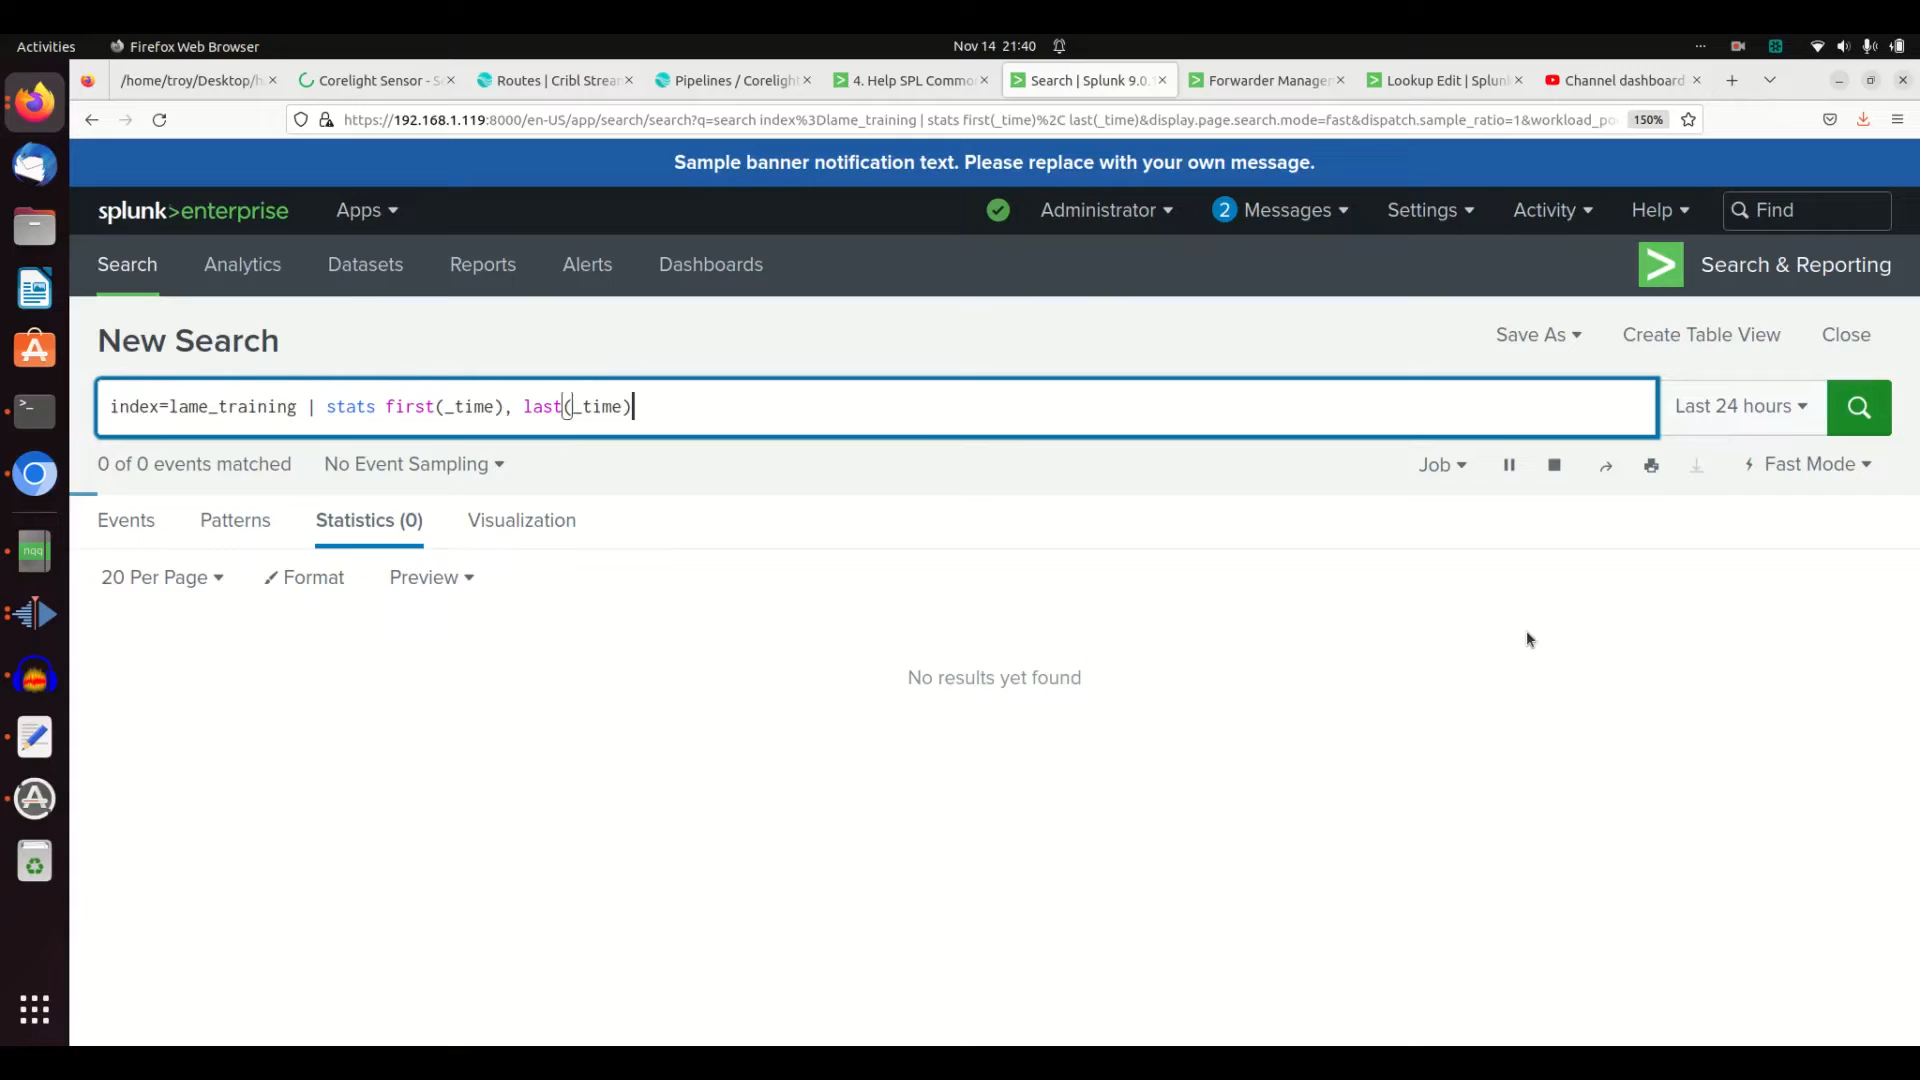 Activities Firefox Web Browser Nov 14 21:40
/home/troy/Desktop/h Corelight Sensor - S Routes | Cribl Strea Pipelines / Corelight 4. Help SPL Commo Search | Splunk 9.0. Forwarder Manage Lookup Edit | Splun Channel dashboard
https://192.168.1.119:8000/en-US/app/search/search?q=search index%3Dlame_training | stats first(_time)%2C last(_time)&display.page.search.mode=fast&dispatch.sample_ratio=1&workload_po 150%
Sample banner notification text. Please replace with your own message.
splunk>enterprise Apps Administrator 2 Messages Settings Activity Help Find
Search Analytics Datasets Reports Alerts Dashboards > Search & Reporting
New Search Save As Create Table View Close
index=lame_training | stats first(_time), last(_time) Last 24 hours
0 of 0 events matched No Event Sampling Job Fast Mode
Events Patterns Statistics (0) Visualization
20 Per Page Format Preview
No results yet found
nqq